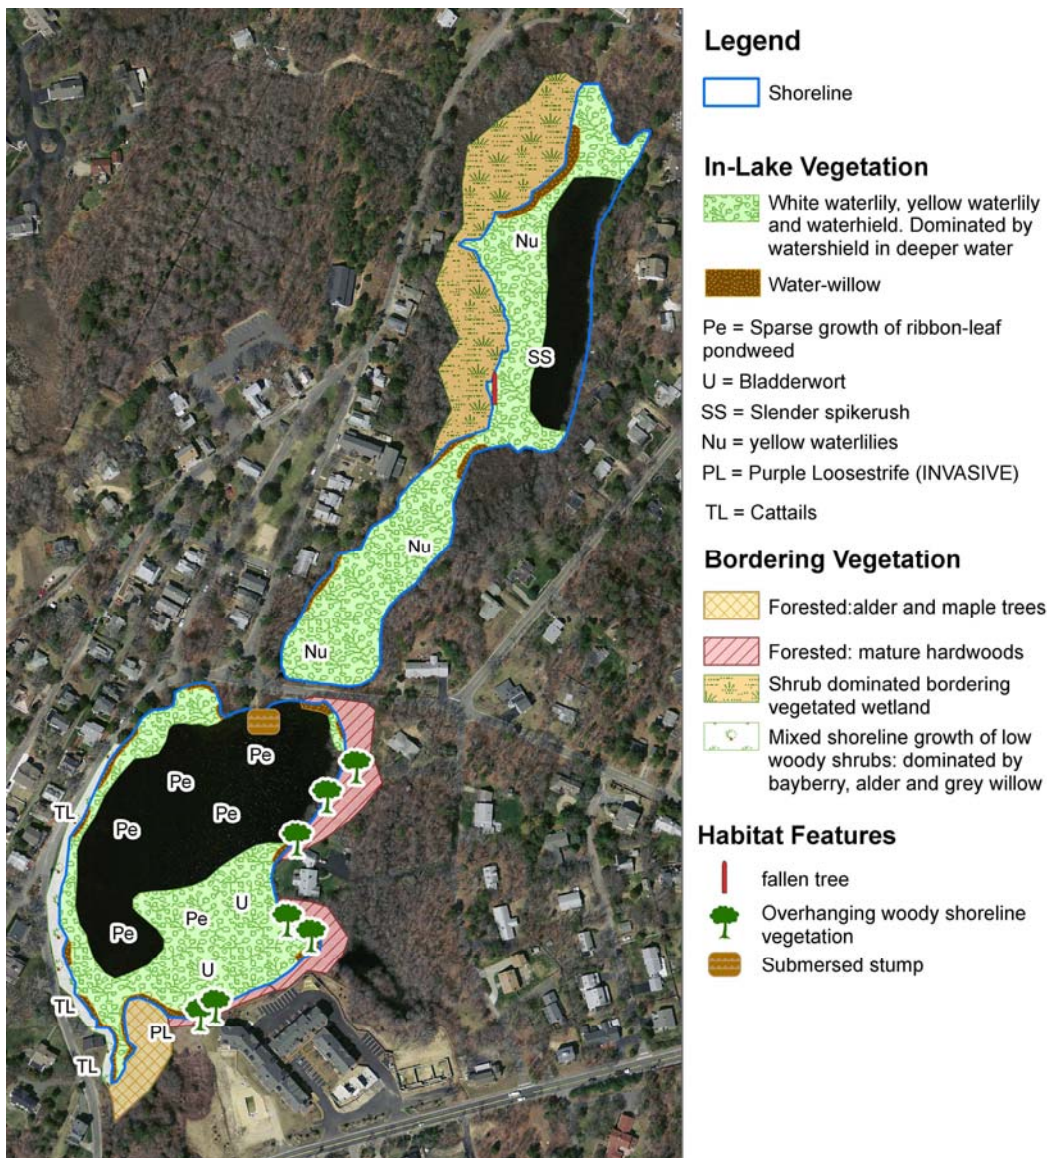 Legend
Shoreline
In-Lake Vegetation
White waterlily, yellow waterlily
and waterhield. Dominated by
watershield in deeper water
Water-willow
Pe = Sparse growth of ribbon-leaf
pondweed
U = Bladderwort
SS = Slender spikerush
Nu = yellow waterlilies
PL = Purple Loosestrife (INVASIVE)
TL = Cattails
Bordering Vegetation
Forested:alder and maple trees
Forested: mature hardwoods
Shrub dominated bordering
vegetated wetland
Mixed shoreline growth of low
woody shrubs: dominated by
bayberry, alder and grey willow
Habitat Features
fallen tree
Overhanging woody shoreline
vegetation
Submersed stump
Nu
SS
Nu
Nu
Pe
Pe
TL
Pe
Pe
U
Pe
Pe
U
TL
PL
TL